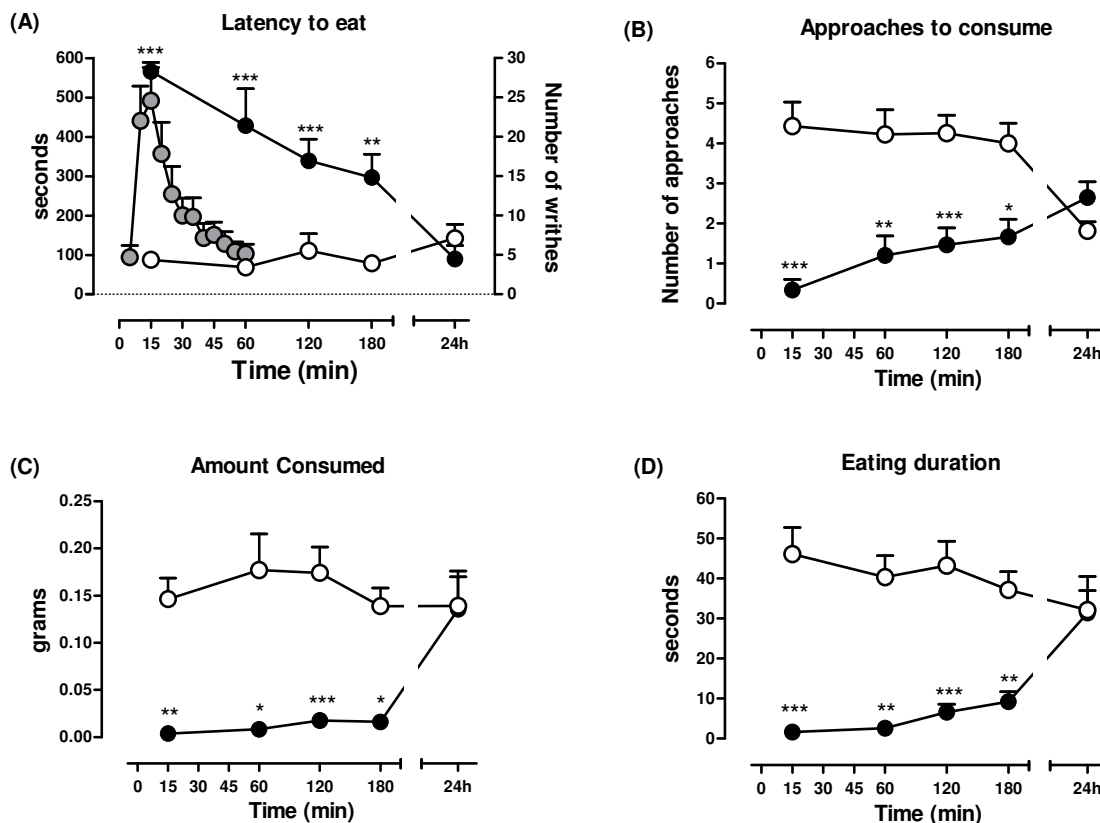 (A)
Latency to eat
*** *** *** **
600
500
400
300
200
100
0
seconds
30
25
20
15
10
5
0
Number of writhes
0 15 30 45 60 120 180 24h
Time (min)
(B)
Approaches to consume
6
5
4
3
2
1
0
Number of approaches
*** ** *** *
0 15 30 45 60 120 180 24h
Time (min)
(C)
Amount Consumed
0.25
0.20
0.15
0.10
0.05
0.00
grams
** * *** *
0 15 30 45 60 120 180 24h
Time (min)
(D)
Eating duration
60
50
40
30
20
10
0
seconds
*** ** *** **
0 15 30 45 60 120 180 24h
Time (min)